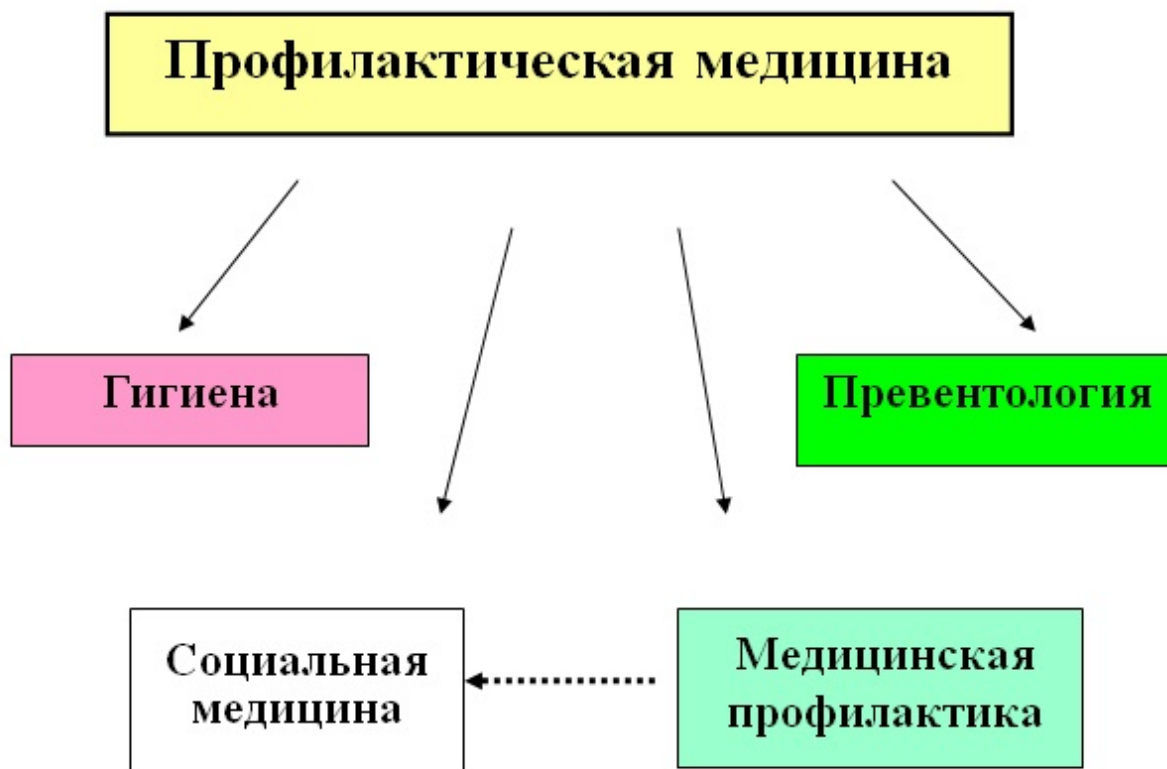 Профилактическая медицина
Гигиена
Превентология
Социальная
медицина
Медицинская
профилактика